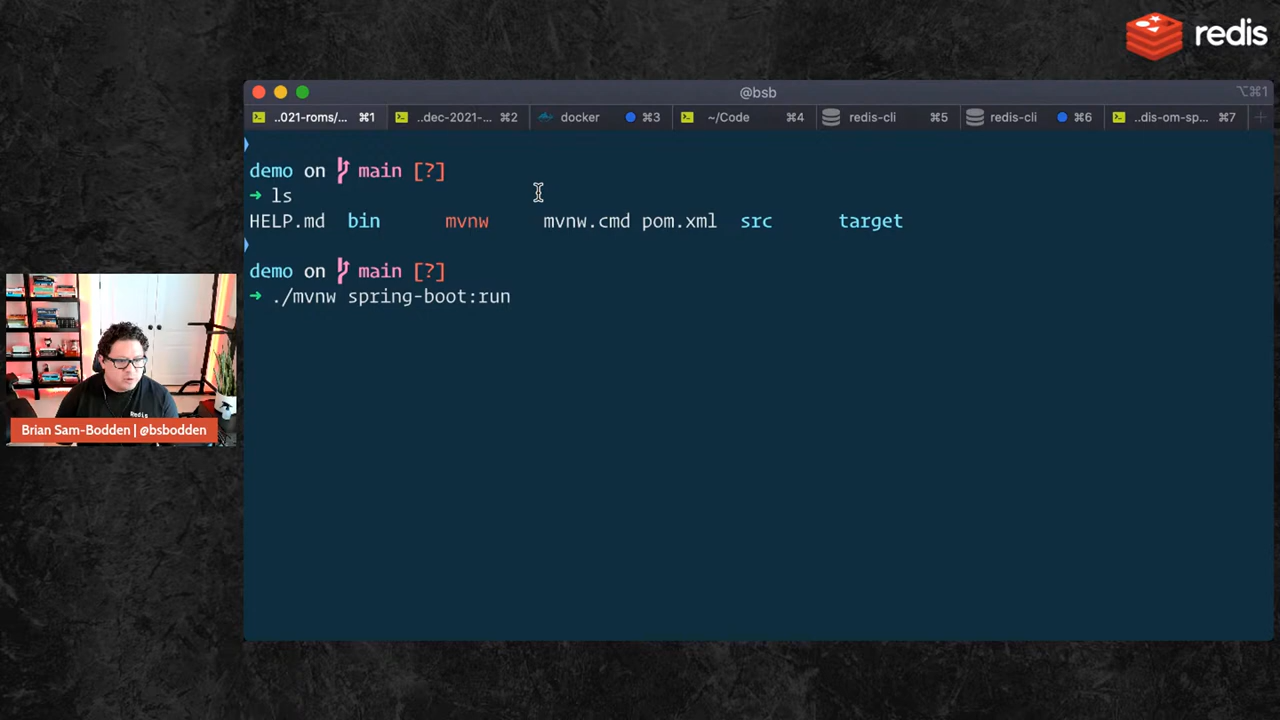 redis
@bsb
⌥⌘1
..021-roms/... ⌘1 ..dec-2021-... ⌘2 docker ⌘3 ~/Code ⌘4 redis-cli ⌘5 redis-cli ⌘6 ..dis-om-sp... ⌘7 +
demo on main [?]
➜ ls
HELP.md bin mvnw mvnw.cmd pom.xml src target
demo on main [?]
➜ ./mvnw spring-boot:run
Redis
Brian Sam-Bodden | @bsbodden